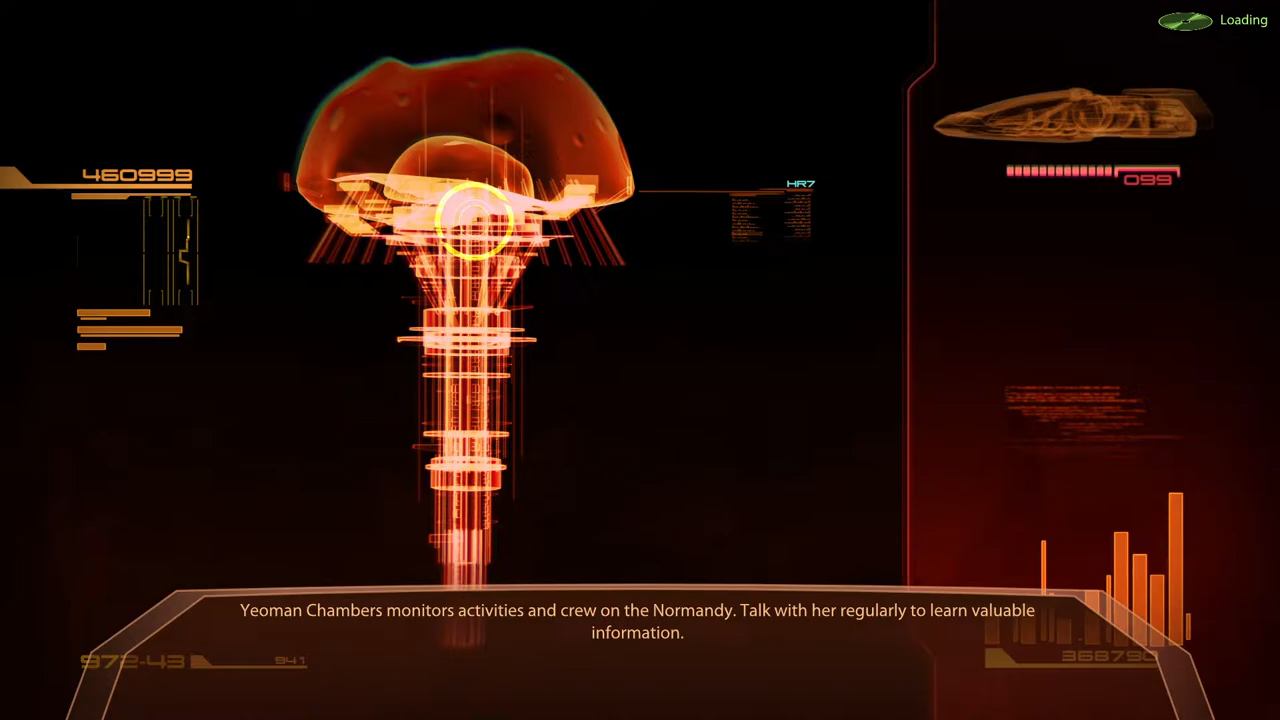 Loading
460999
HR7
099
Yeoman Chambers monitors activities and crew on the Normandy. Talk with her regularly to learn valuable
information.
972-43
941
368790